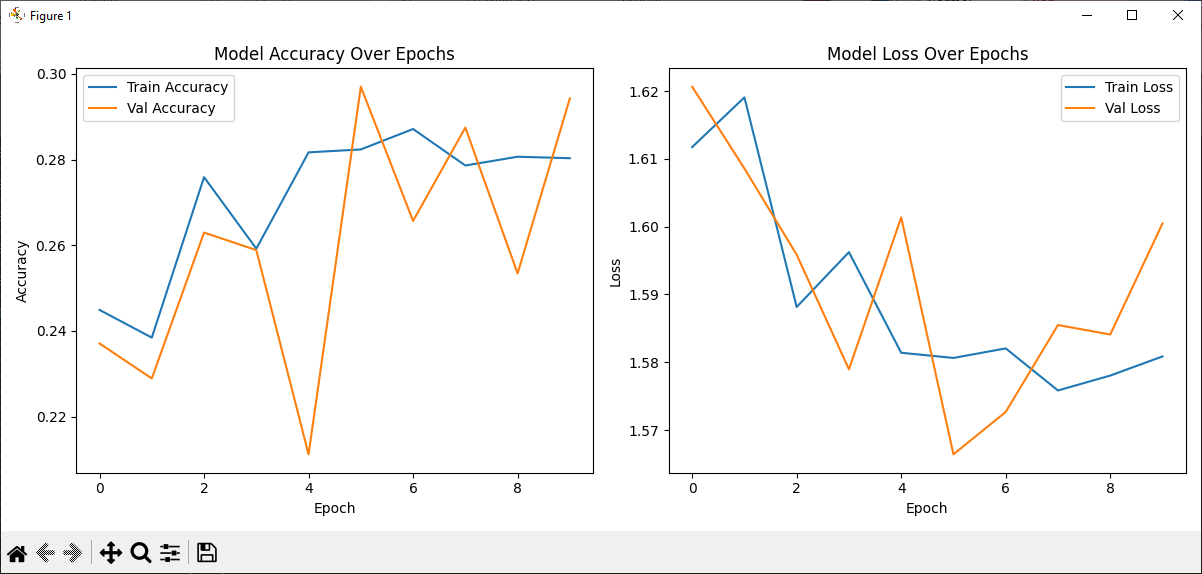 Figure 1
Model Accuracy Over Epochs
Train Accuracy
Val Accuracy
0.30
0.28
0.26
0.24
0.22
Accuracy
0 2 4 6 8
Epoch
Model Loss Over Epochs
Train Loss
Val Loss
1.62
1.61
1.60
1.59
1.58
1.57
Loss
0 2 4 6 8
Epoch